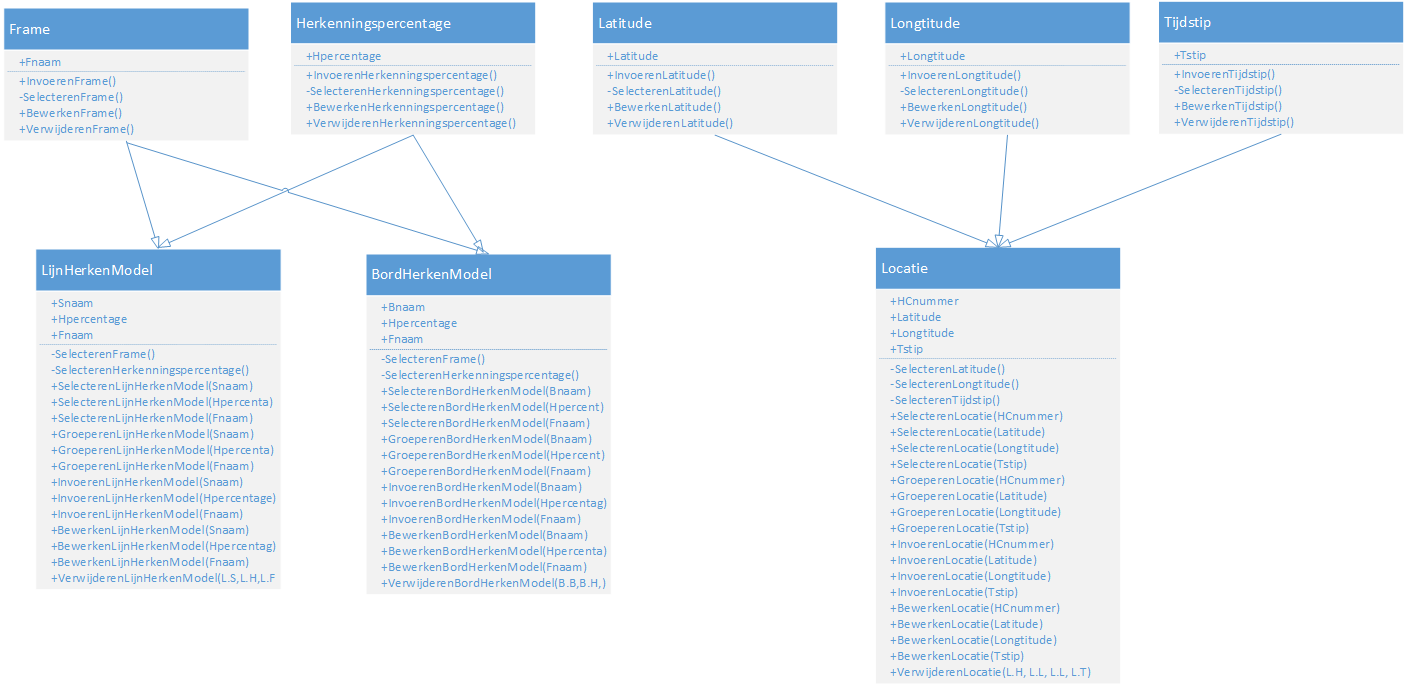 Frame
+Fnaam
+InvoerenFrame()
-SelecterenFrame()
+BewerkenFrame()
+VerwijderenFrame()
Herkenningspercentage
+Hpercentage
+InvoerenHerkenningspercentage()
-SelecterenHerkenningspercentage()
+BewerkenHerkenningspercentage()
+VerwijderenHerkenningspercentage()
Latitude
+Latitude
+InvoerenLatitude()
-SelecterenLatitude()
+BewerkenLatitude()
+VerwijderenLatitude()
Longtitude
+Longtitude
+InvoerenLongtitude()
-SelecterenLongtitude()
+BewerkenLongtitude()
+VerwijderenLongtitude()
Tijdstip
+Tstip
+InvoerenTijdstip()
-SelecterenTijdstip()
+BewerkenTijdstip()
+VerwijderenTijdstip()
LijnHerkenModel
+Snaam
+Hpercentage
+Fnaam
-SelecterenFrame()
-SelecterenHerkenningspercentage()
+SelecterenLijnHerkenModel(Snaam)
+SelecterenLijnHerkenModel(Hpercenta)
+SelecterenLijnHerkenModel(Fnaam)
+GroeperenLijnHerkenModel(Snaam)
+GroeperenLijnHerkenModel(Hpercenta)
+GroeperenLijnHerkenModel(Fnaam)
+InvoerenLijnHerkenModel(Snaam)
+InvoerenLijnHerkenModel(Hpercentage)
+InvoerenLijnHerkenModel(Fnaam)
+BewerkenLijnHerkenModel(Snaam)
+BewerkenLijnHerkenModel(Hpercentag)
+BewerkenLijnHerkenModel(Fnaam)
+VerwijderenLijnHerkenModel(L.S,L.H,L.F
BordHerkenModel
+Bnaam
+Hpercentage
+Fnaam
-SelecterenFrame()
-SelecterenHerkenningspercentage()
+SelecterenBordHerkenModel(Bnaam)
+SelecterenBordHerkenModel(Hpercent)
+SelecterenBordHerkenModel(Fnaam)
+GroeperenBordHerkenModel(Bnaam)
+GroeperenBordHerkenModel(Hpercent)
+GroeperenBordHerkenModel(Fnaam)
+InvoerenBordHerkenModel(Bnaam)
+InvoerenBordHerkenModel(Hpercentag)
+InvoerenBordHerkenModel(Fnaam)
+BewerkenBordHerkenModel(Bnaam)
+BewerkenBordHerkenModel(Hpercenta)
+BewerkenBordHerkenModel(Fnaam)
+VerwijderenBordHerkenModel(B.B,B.H,)
Locatie
+HCnummer
+Latitude
+Longtitude
+Tstip
-SelecterenLatitude()
-SelecterenLongtitude()
-SelecterenTijdstip()
+SelecterenLocatie(HCnummer)
+SelecterenLocatie(Latitude)
+SelecterenLocatie(Longtitude)
+SelecterenLocatie(Tstip)
+GroeperenLocatie(HCnummer)
+GroeperenLocatie(Latitude)
+GroeperenLocatie(Longtitude)
+GroeperenLocatie(Tstip)
+InvoerenLocatie(HCnummer)
+InvoerenLocatie(Latitude)
+InvoerenLocatie(Longtitude)
+InvoerenLocatie(Tstip)
+BewerkenLocatie(HCnummer)
+BewerkenLocatie(Latitude)
+BewerkenLocatie(Longtitude)
+BewerkenLocatie(Tstip)
+VerwijderenLocatie(L.H, L.L, L.L, L.T)